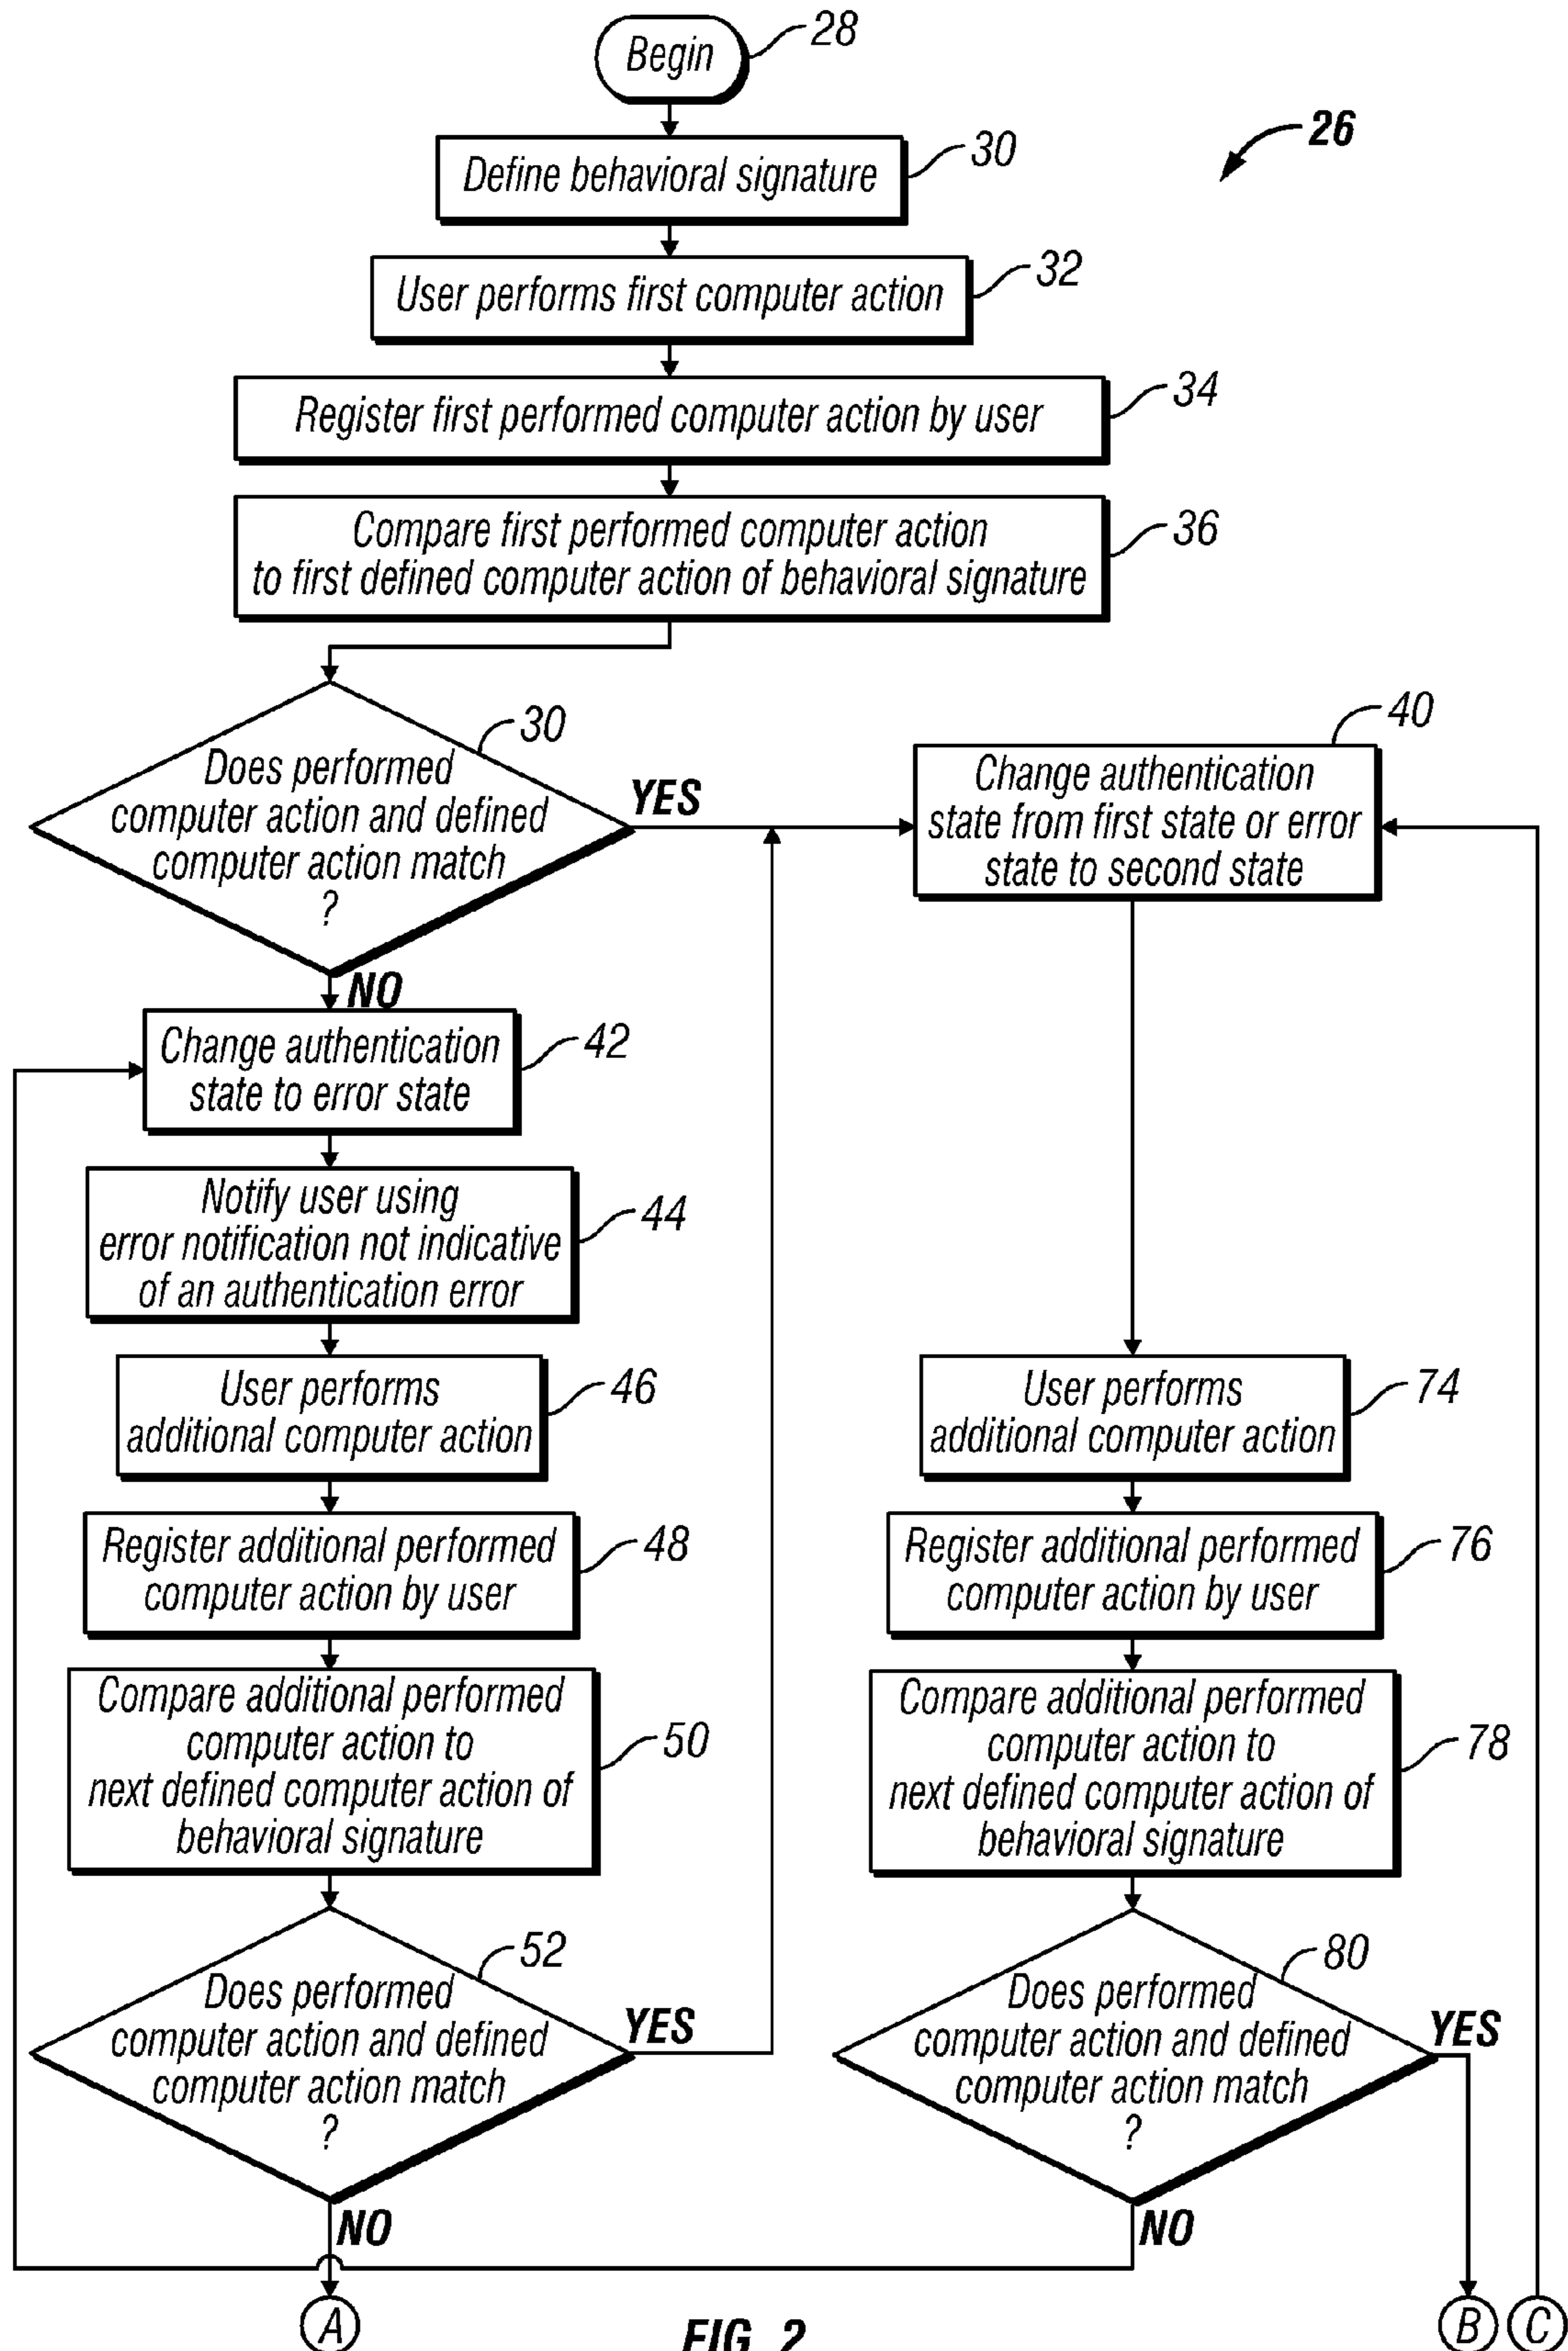 Begin
28
26
Define behavioral signature
30
User performs first computer action
32
Register first performed computer action by user
34
Compare first performed computer action
to first defined computer action of behavioral signature
36
30
Does performed
computer action and defined
computer action match
?
YES
NO
40
Change authentication
state from first state or error
state to second state
Change authentication
state to error state
42
Notify user using
error notification not indicative
of an authentication error
44
User performs
additional computer action
46
User performs
additional computer action
74
Register additional performed
computer action by user
48
Register additional performed
computer action by user
76
Compare additional performed
computer action to
next defined computer action of
behavioral signature
50
Compare additional performed
computer action to
next defined computer action of
behavioral signature
78
52
Does performed
computer action and defined
computer action match
?
YES
NO
80
Does performed
computer action and defined
computer action match
?
YES
NO
A
B
C
FIG. 2